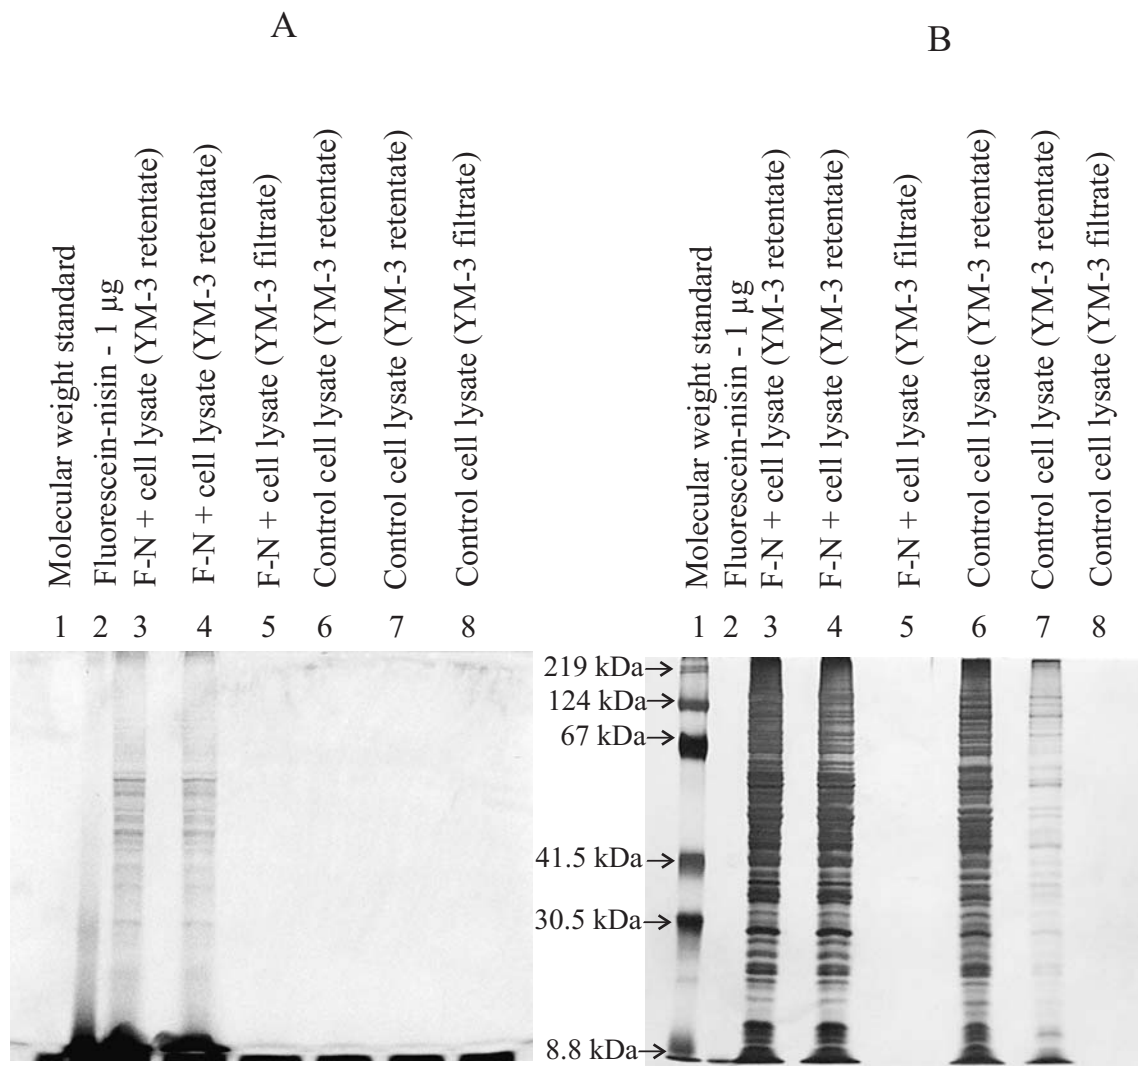 A
B
Molecular weight standard
Fluorescein-nisin - 1 µg
F-N + cell lysate (YM-3 retentate)
F-N + cell lysate (YM-3 retentate)
F-N + cell lysate (YM-3 filtrate)
Control cell lysate (YM-3 retentate)
Control cell lysate (YM-3 retentate)
Control cell lysate (YM-3 filtrate)
Molecular weight standard
Fluorescein-nisin - 1 µg
F-N + cell lysate (YM-3 retentate)
F-N + cell lysate (YM-3 retentate)
F-N + cell lysate (YM-3 filtrate)
Control cell lysate (YM-3 retentate)
Control cell lysate (YM-3 retentate)
Control cell lysate (YM-3 filtrate)
1 2 3 4 5 6 7 8
1 2 3 4 5 6 7 8
219 kDa
124 kDa
67 kDa
41.5 kDa
30.5 kDa
8.8 kDa